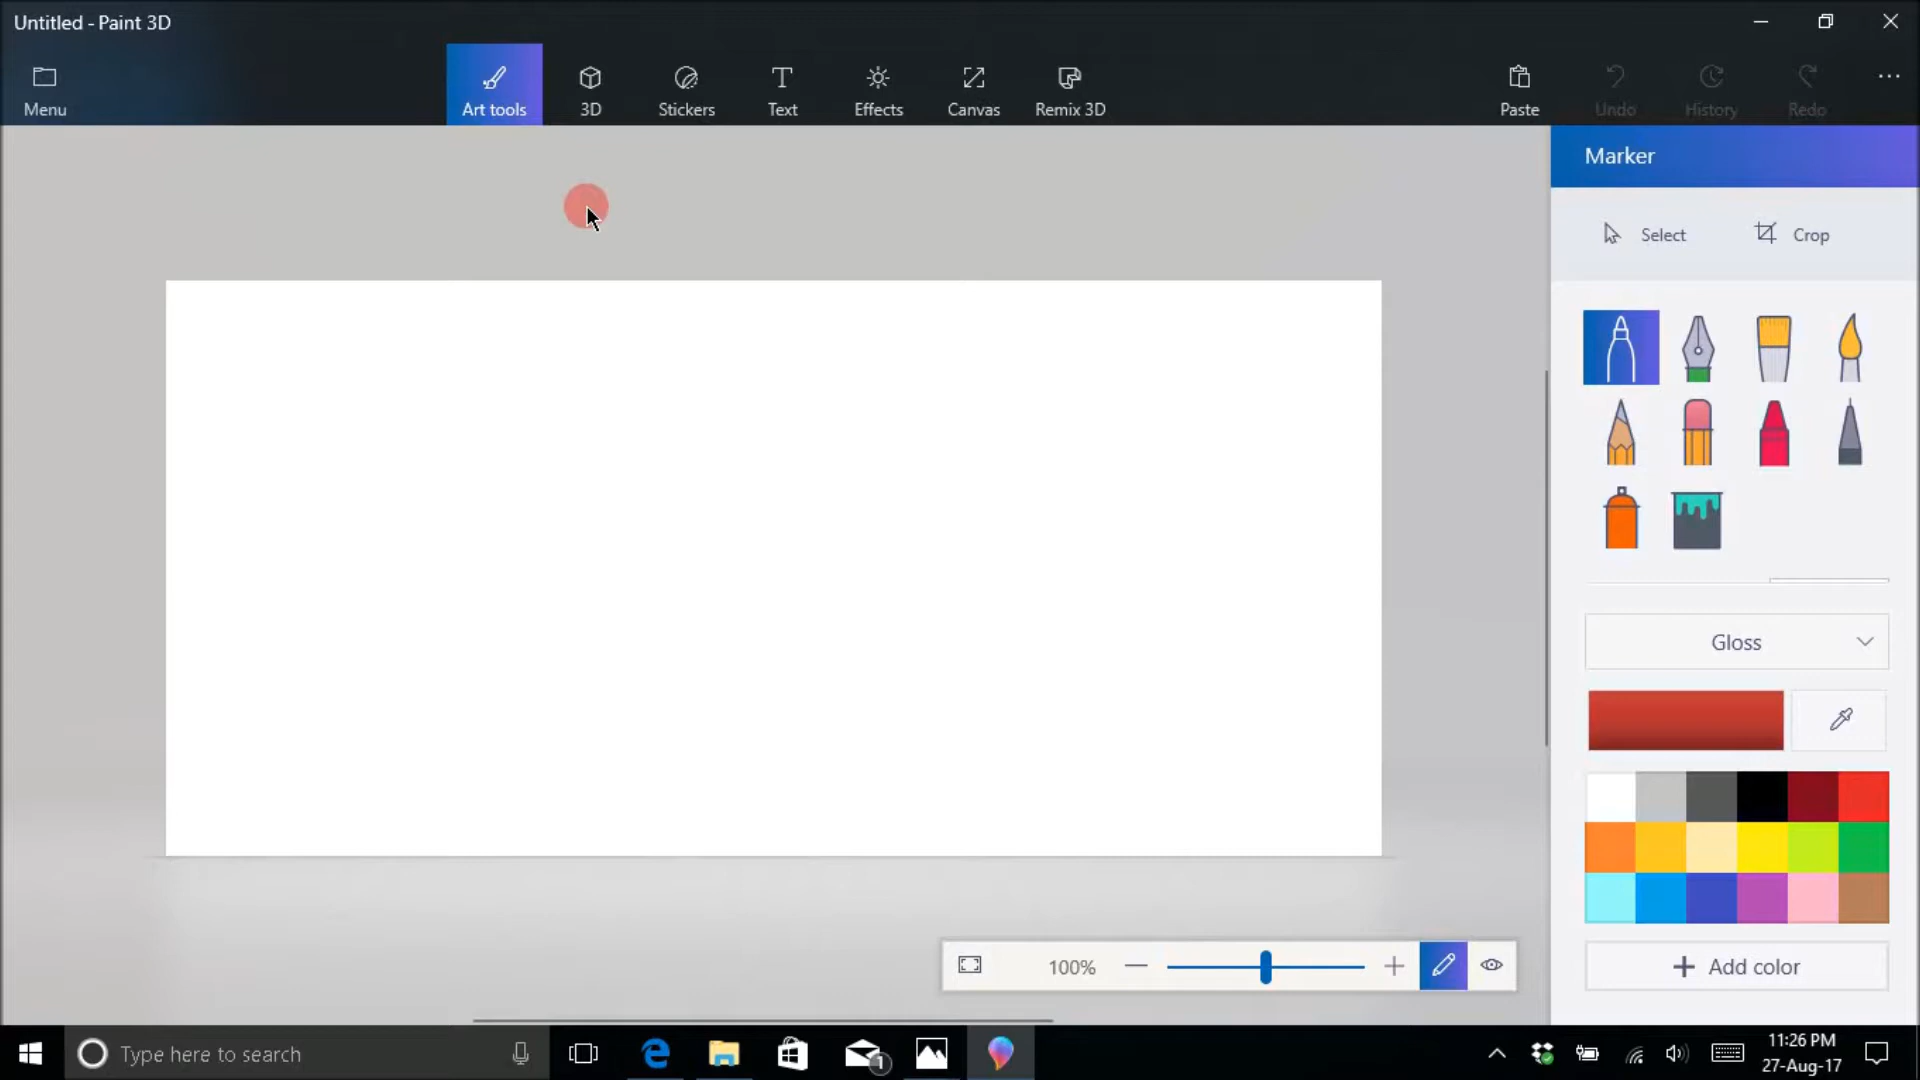 Untitled - Paint 3D
Menu
Art tools
3D
Stickers
Text
Effects
Canvas
Remix 3D
Paste
Undo
History
Redo
Marker
Select
Crop
Gloss
100%
Add color
Type here to search
1
11:26 PM
27-Aug-17